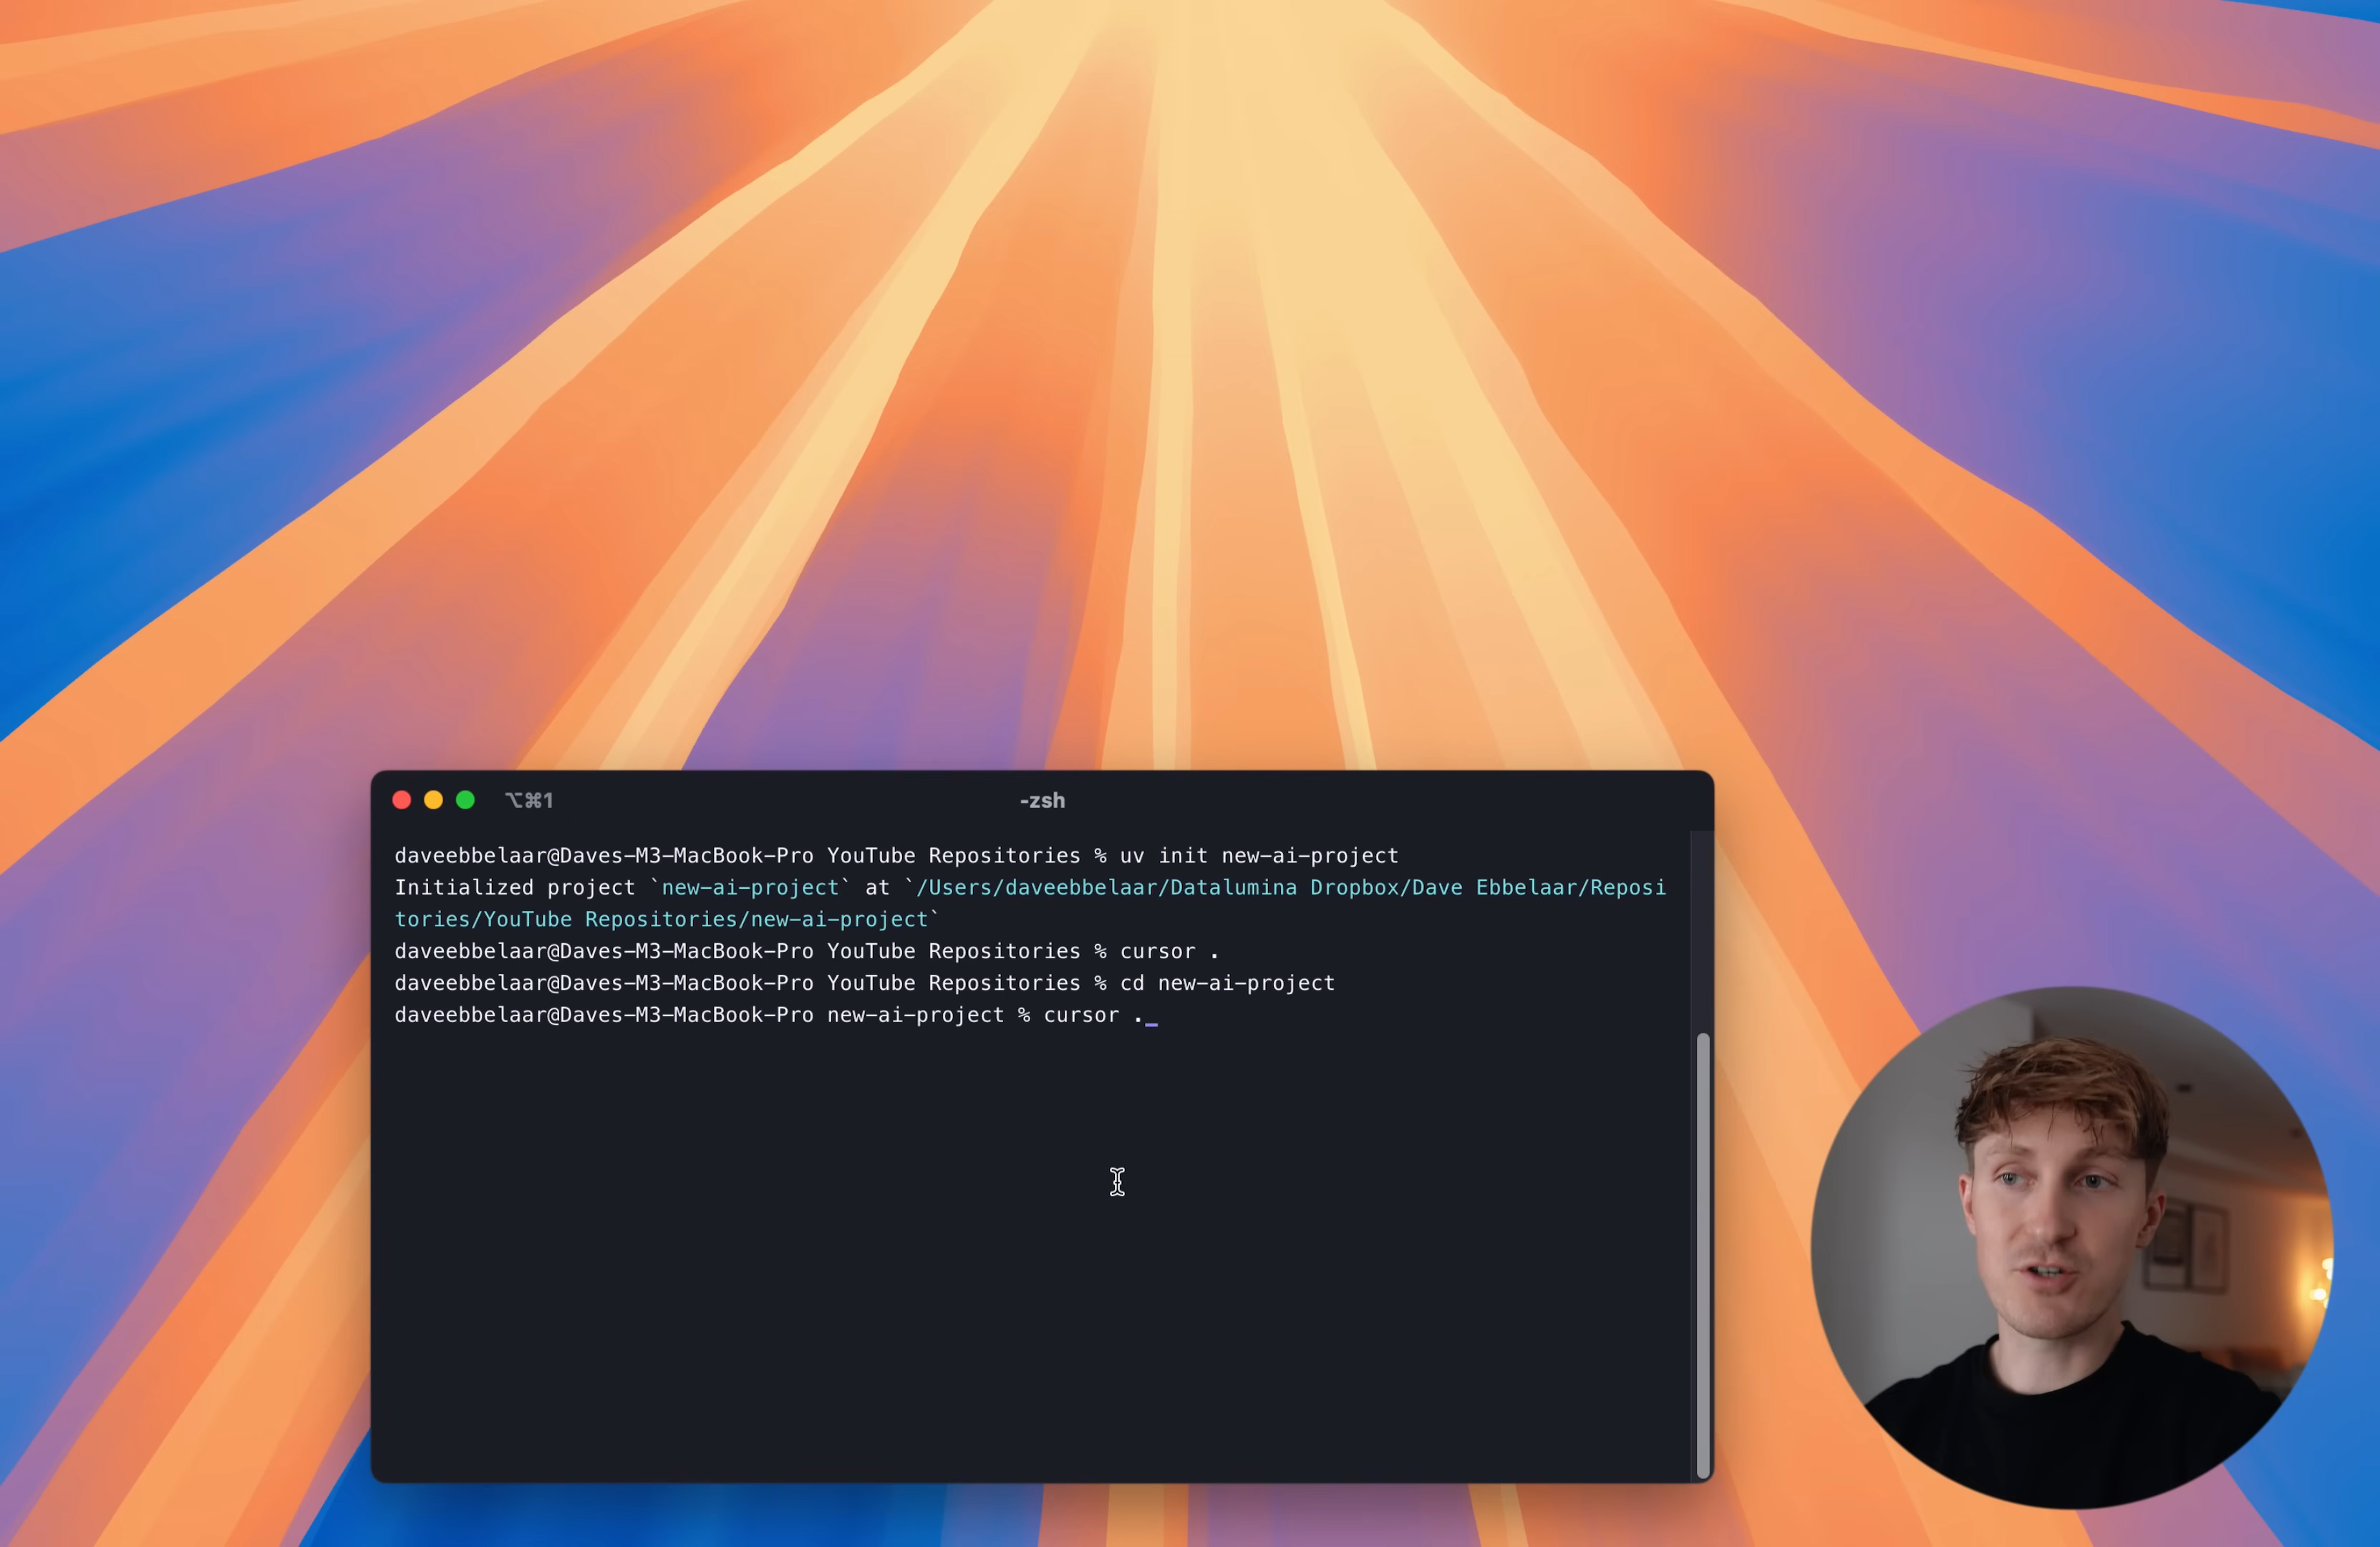 ⌥⌘1
-zsh
daveebbelaar@Daves-M3-MacBook-Pro YouTube Repositories % uv init new-ai-project
Initialized project `new-ai-project` at `/Users/daveebbelaar/Datalumina Dropbox/Dave Ebbelaar/Reposi
tories/YouTube Repositories/new-ai-project`
daveebbelaar@Daves-M3-MacBook-Pro YouTube Repositories % cursor .
daveebbelaar@Daves-M3-MacBook-Pro YouTube Repositories % cd new-ai-project
daveebbelaar@Daves-M3-MacBook-Pro new-ai-project % cursor ._